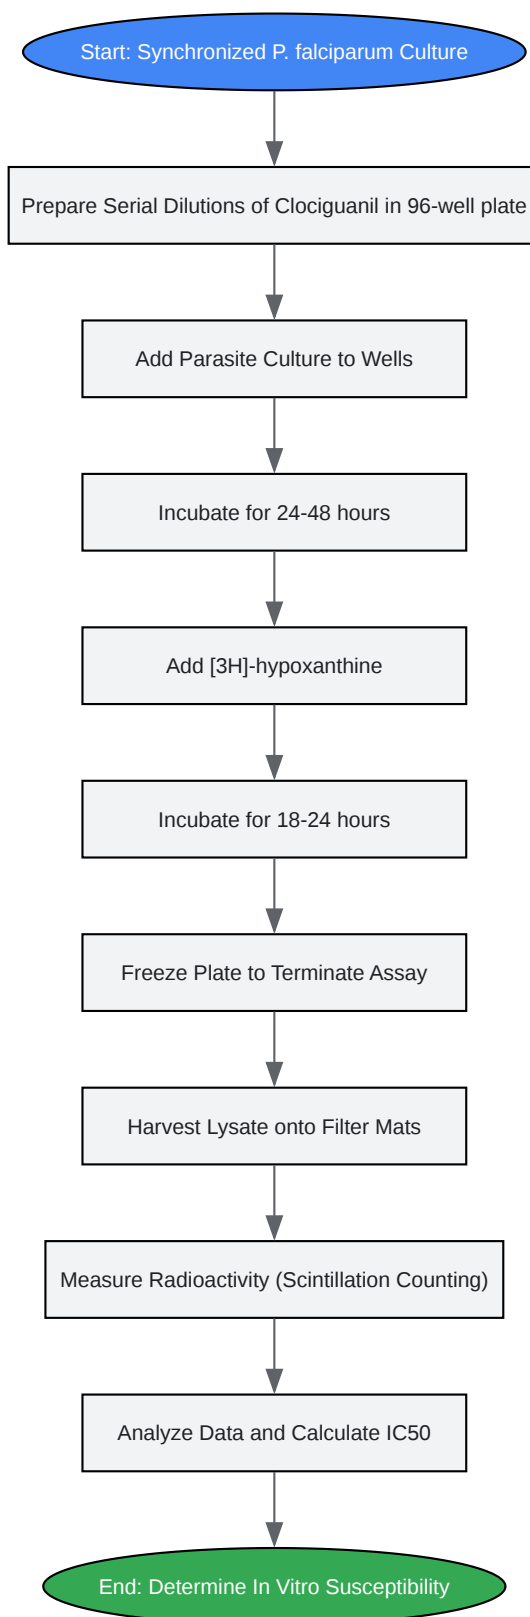 Start: Synchronized P. falciparum Culture
Prepare Serial Dilutions of Clociguanil in 96-well plate
Add Parasite Culture to Wells
Incubate for 24-48 hours
Add [3H]-hypoxanthine
Incubate for 18-24 hours
Freeze Plate to Terminate Assay
Harvest Lysate onto Filter Mats
Measure Radioactivity (Scintillation Counting)
Analyze Data and Calculate IC50
End: Determine In Vitro Susceptibility